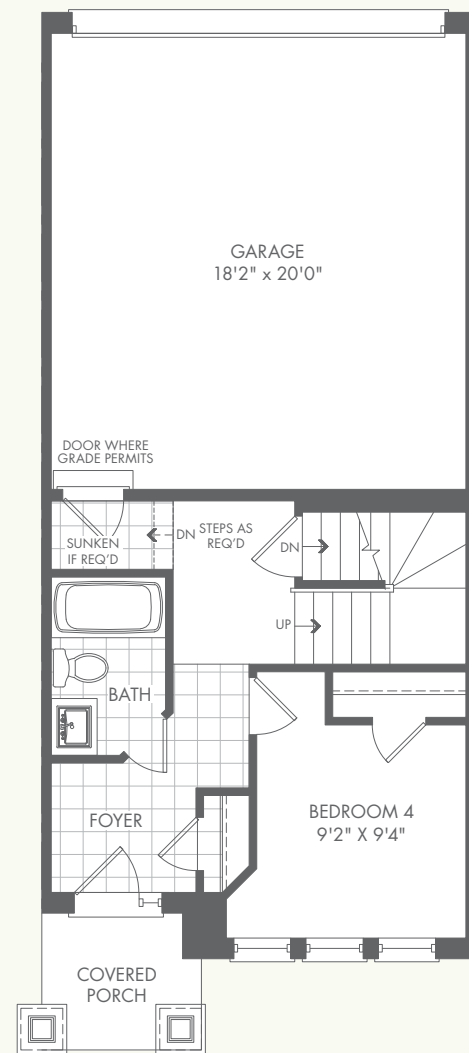 GARAGE
18'2" x 20'0"
DOOR WHERE
GRADE PERMITS
SUNKEN
IF REQ'D
DN
STEPS AS
REQ'D
DN
UP
BATH
FOYER
BEDROOM 4
9'2" X 9'4"
COVERED
PORCH